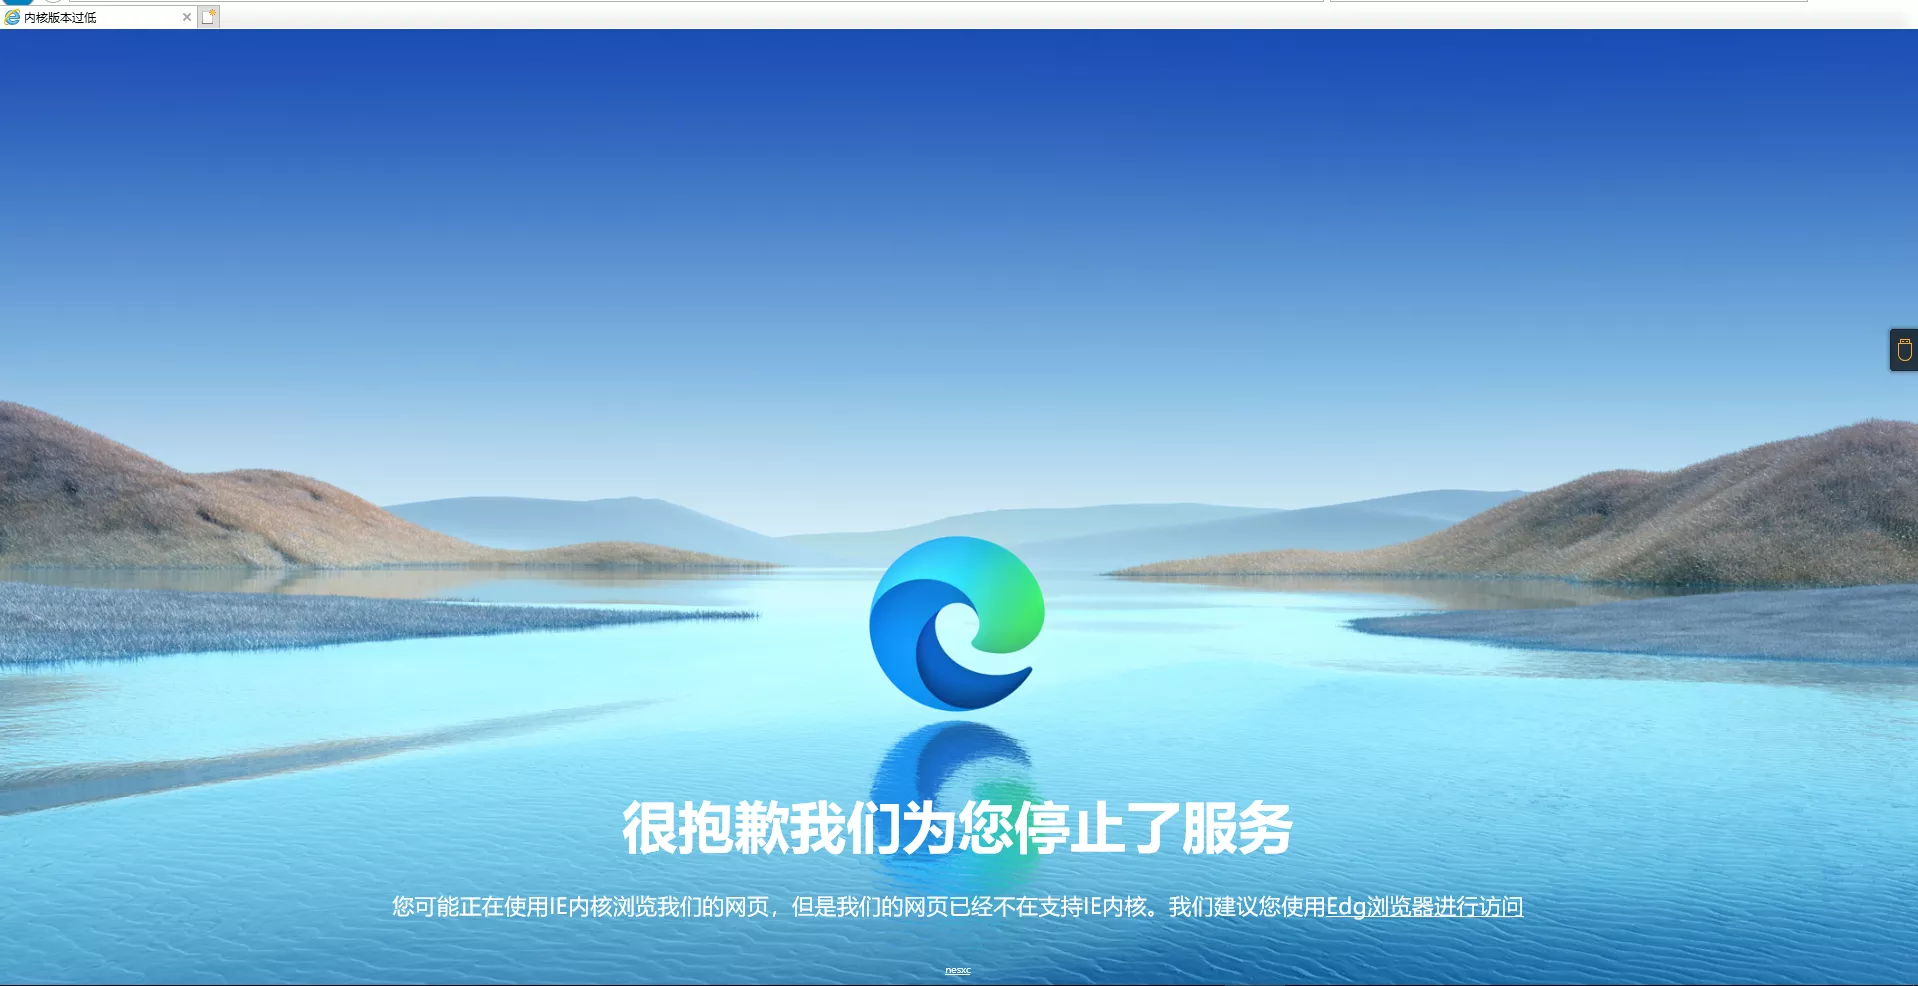 内核版本过低
很抱歉我们为您停止了服务
您可能正在使用IE内核浏览我们的网页，但是我们的网页已经不在支持IE内核。我们建议您使用Edg浏览器进行访问
nesxc